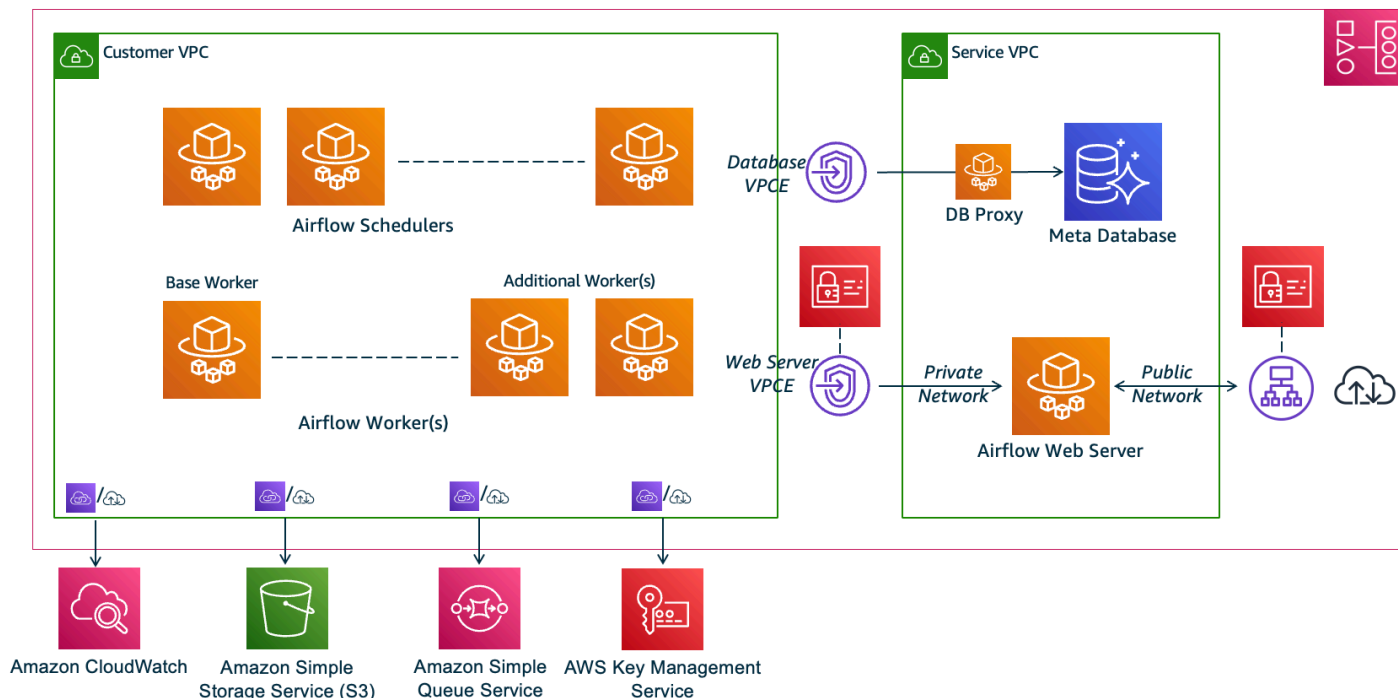 Customer VPC
Service VPC
Airflow Schedulers
Database
VPCE
DB Proxy
Meta Database
Base Worker
Additional Worker(s)
Airflow Worker(s)
Web Server
VPCE
Private
Network
Public
Network
Airflow Web Server
/
/
/
/
Amazon CloudWatch
Amazon Simple
Storage Service (S3)
Amazon Simple
Queue Service
AWS Key Management
Service